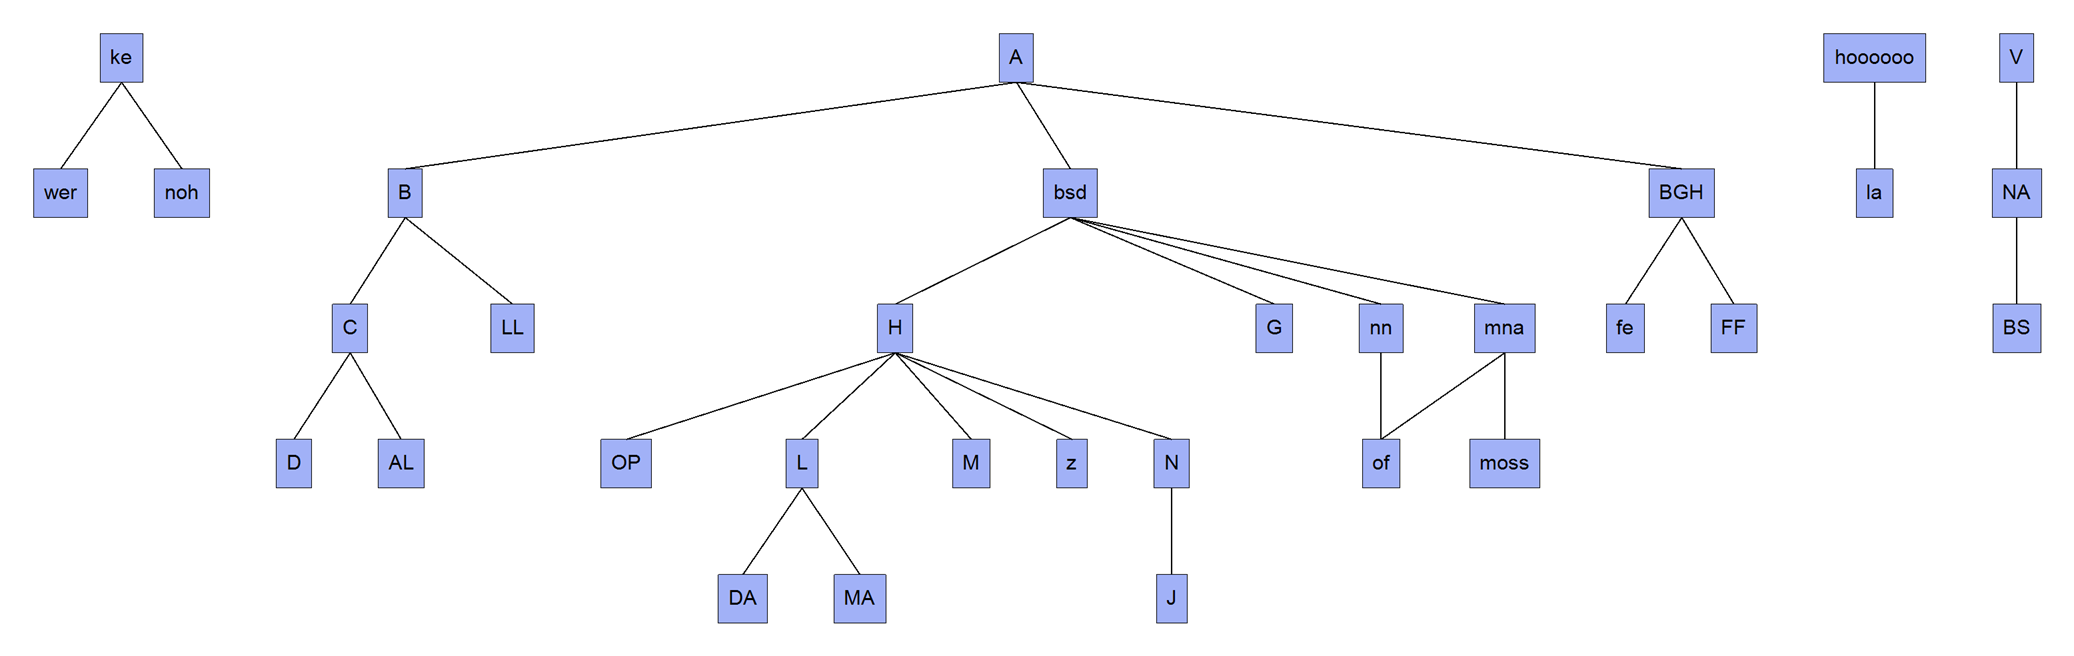 ke
A
hoooooo
V
wer
noh
B
bsd
BGH
la
NA
C
LL
H
G
nn
mna
fe
FF
BS
D
AL
OP
L
M
z
N
of
moss
DA
MA
J